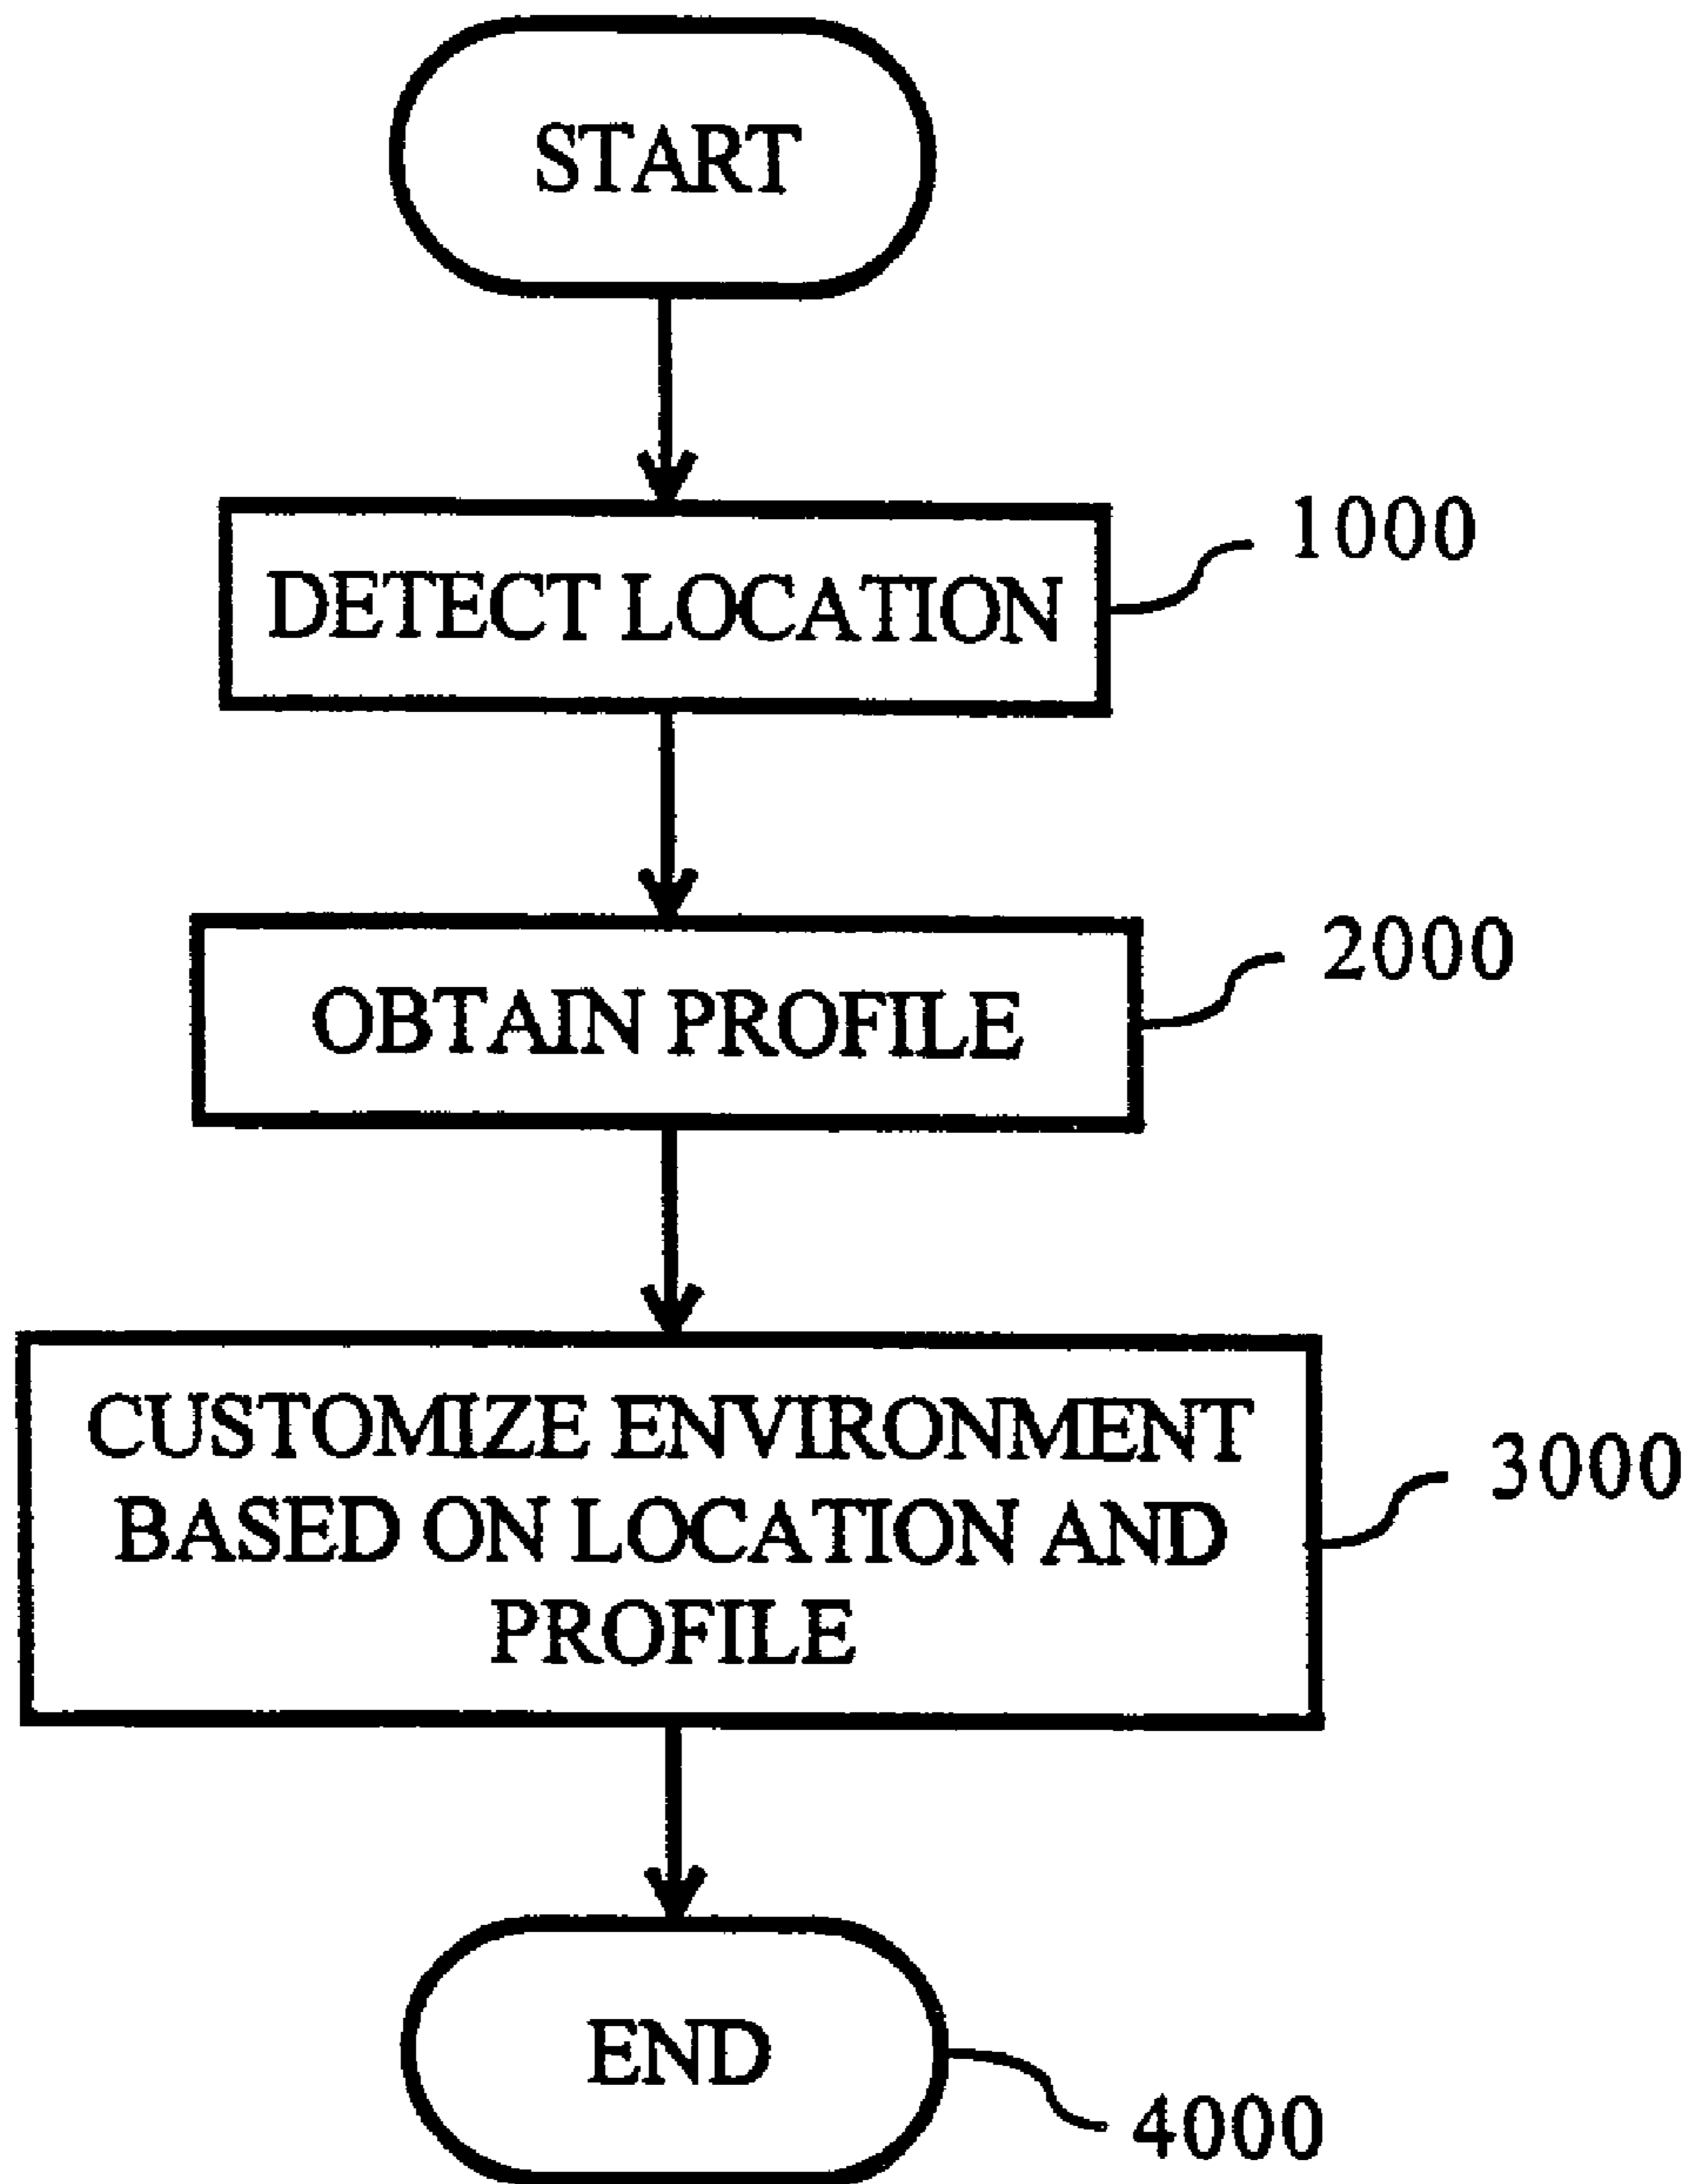 START
DETECT LOCATION
1000
OBTAIN PROFILE
2000
CUSTOMIZE ENVIRONMENT
BASED ON LOCATION AND
PROFILE
3000
END
4000